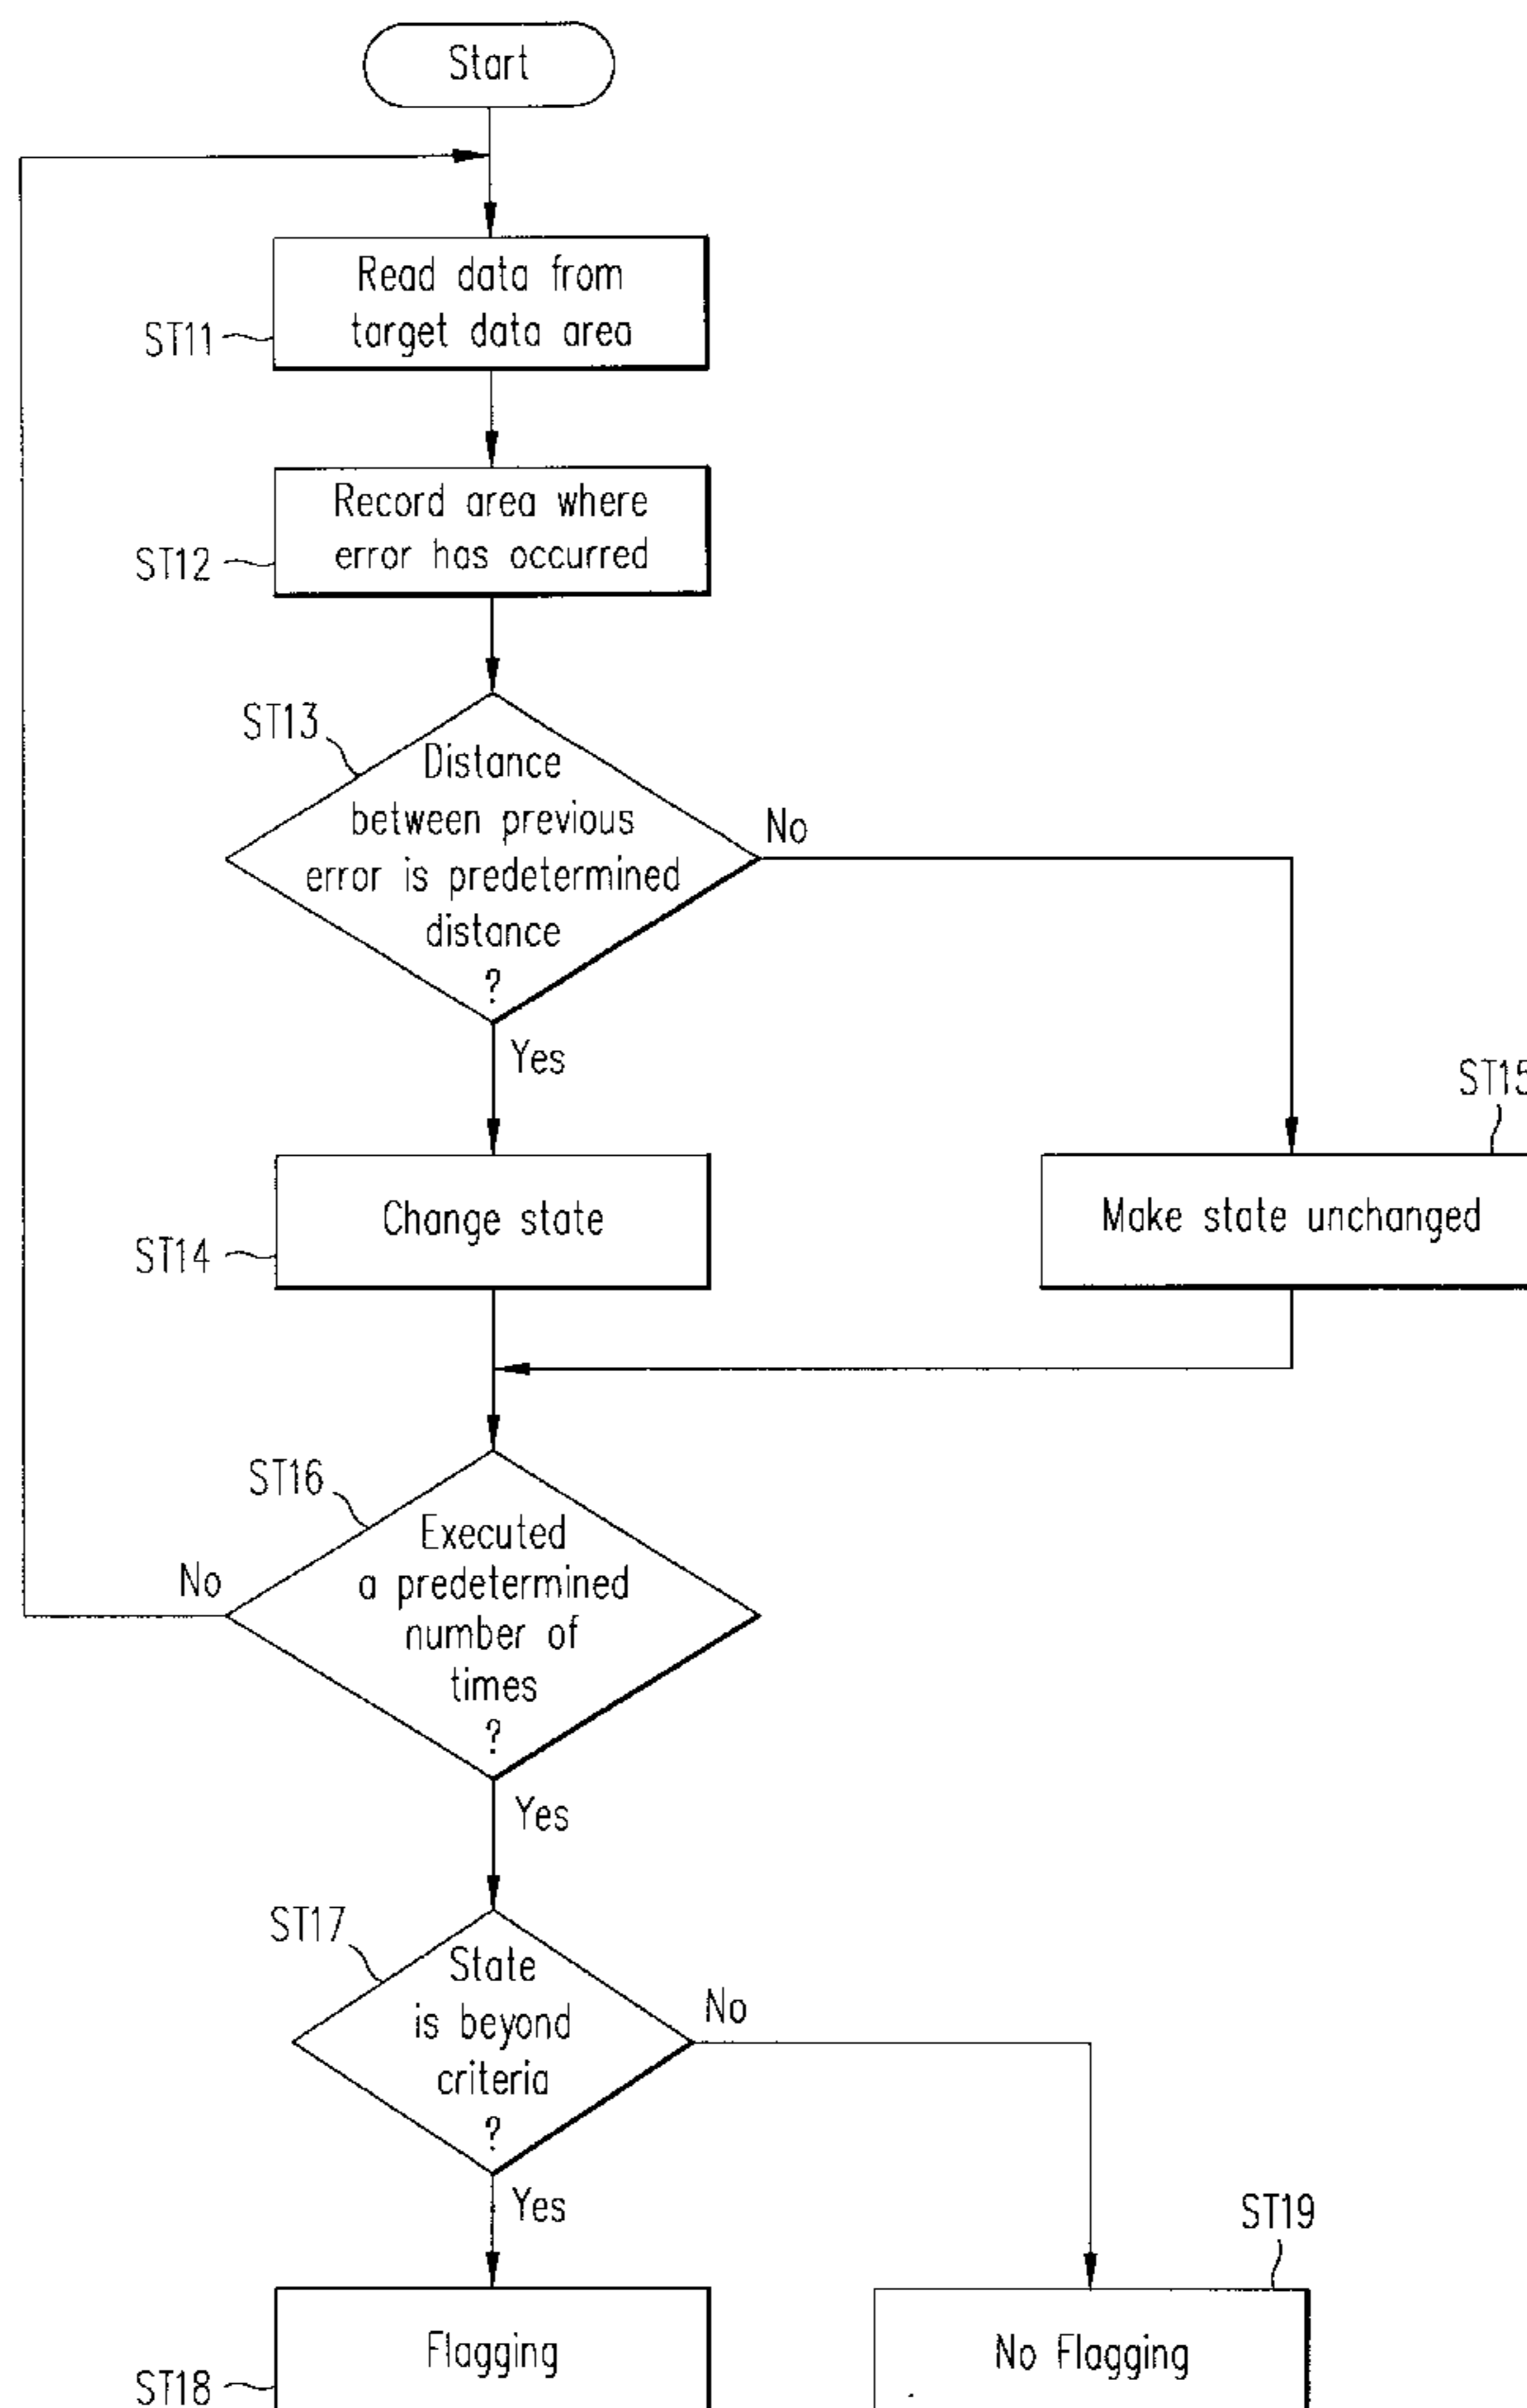 Start
Read data from
target data area
ST11
Record area where
error has occurred
ST12
ST13
Distance
between previous
error is predetermined
distance
?
No
Yes
ST15
Change state
Make state unchanged
ST14
ST16
Executed
a predetermined
number of
times
?
No
Yes
ST17
State
is beyond
criteria
?
No
Yes
ST19
Flagging
No Flagging
ST18